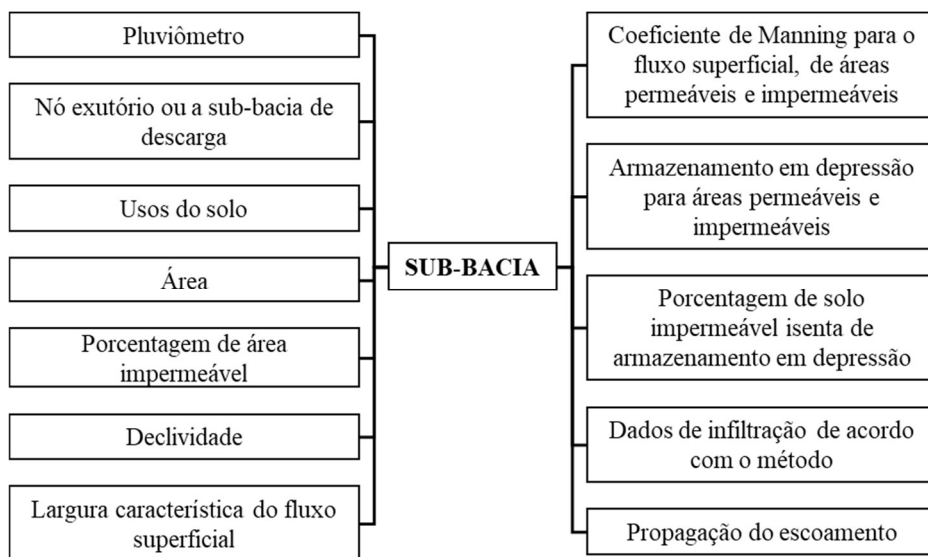 Pluviômetro
Nó exutório ou a sub-bacia de
descarga
Usos do solo
Área
Porcentagem de área
impermeável
Declividade
Largura característica do fluxo
superficial
SUB-BACIA
Coeficiente de Manning para o
fluxo superficial, de áreas
permeáveis e impermeáveis
Armazenamento em depressão
para áreas permeáveis e
impermeáveis
Porcentagem de solo
impermeável isenta de
armazenamento em depressão
Dados de infiltração de acordo
com o método
Propagação do escoamento